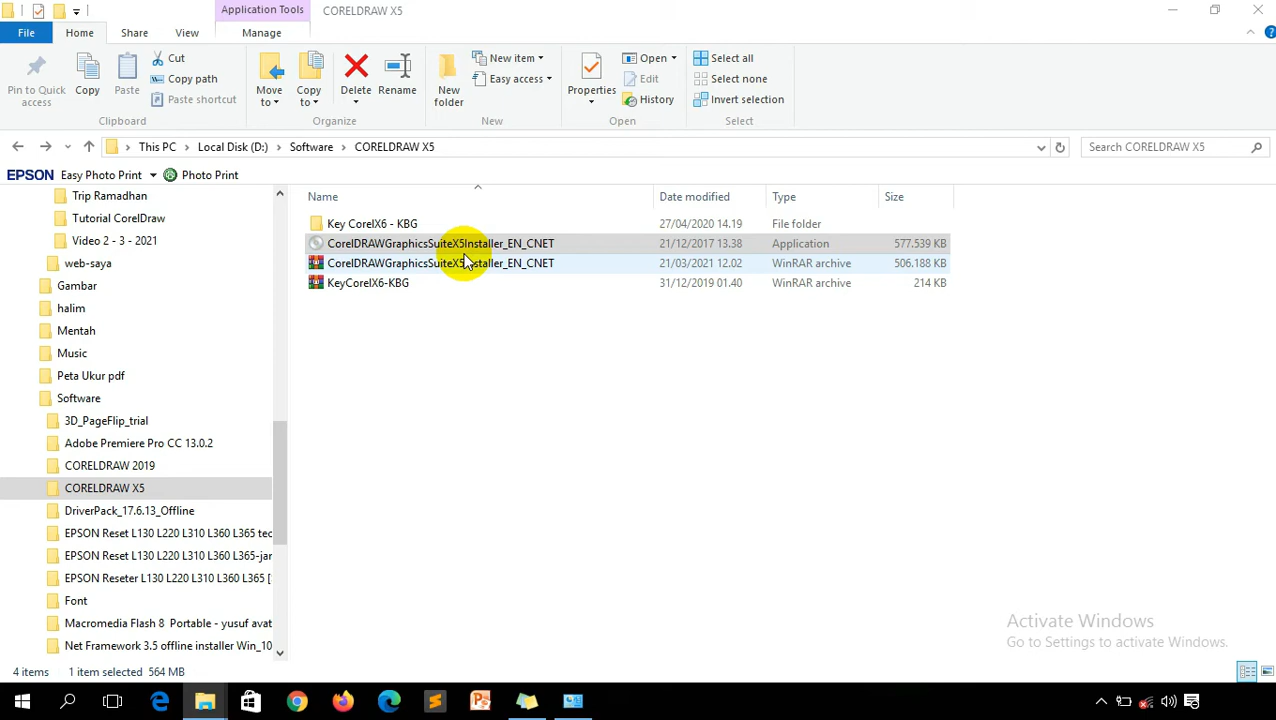 Application Tools
CORELDRAW X5
File
Home
Share
View
Manage
Pin to Quick access
Copy
Paste
Cut
Copy path
Paste shortcut
Move to
Copy to
Delete
Rename
New folder
New item
Easy access
Properties
Open
Edit
History
Select all
Select none
Invert selection
Clipboard
Organize
New
Open
Select
This PC
Local Disk (D:)
Software
CORELDRAW X5
Search CORELDRAW X5
EPSON
Easy Photo Print
Photo Print
Trip Ramadhan
Tutorial CorelDraw
Video 2 - 3 - 2021
web-saya
Gambar
halim
Mentah
Music
Peta Ukur pdf
Software
3D_PageFlip_trial
Adobe Premiere Pro CC 13.0.2
CORELDRAW 2019
CORELDRAW X5
DriverPack_17.6.13_Offline
EPSON Reset L130 L220 L310 L360 L365 tec
EPSON Reset L130 L220 L310 L360 L365-jar
EPSON Reseter L130 L220 L310 L360 L365 [
Font
Macromedia Flash 8 Portable - yusuf avat
Net Framework 3.5 offline installer Win_10
Name
Date modified
Type
Size
Key CorelX6 - KBG
27/04/2020 14.19
File folder
CorelDRAWGraphicsSuiteX5Installer_EN_CNET
21/12/2017 13.38
Application
577.539 KB
CorelDRAWGraphicsSuiteX5Installer_EN_CNET
21/03/2021 12.02
WinRAR archive
506.188 KB
KeyCorelX6-KBG
31/12/2019 01.40
WinRAR archive
214 KB
Activate Windows
Go to Settings to activate Windows.
4 items
1 item selected 564 MB